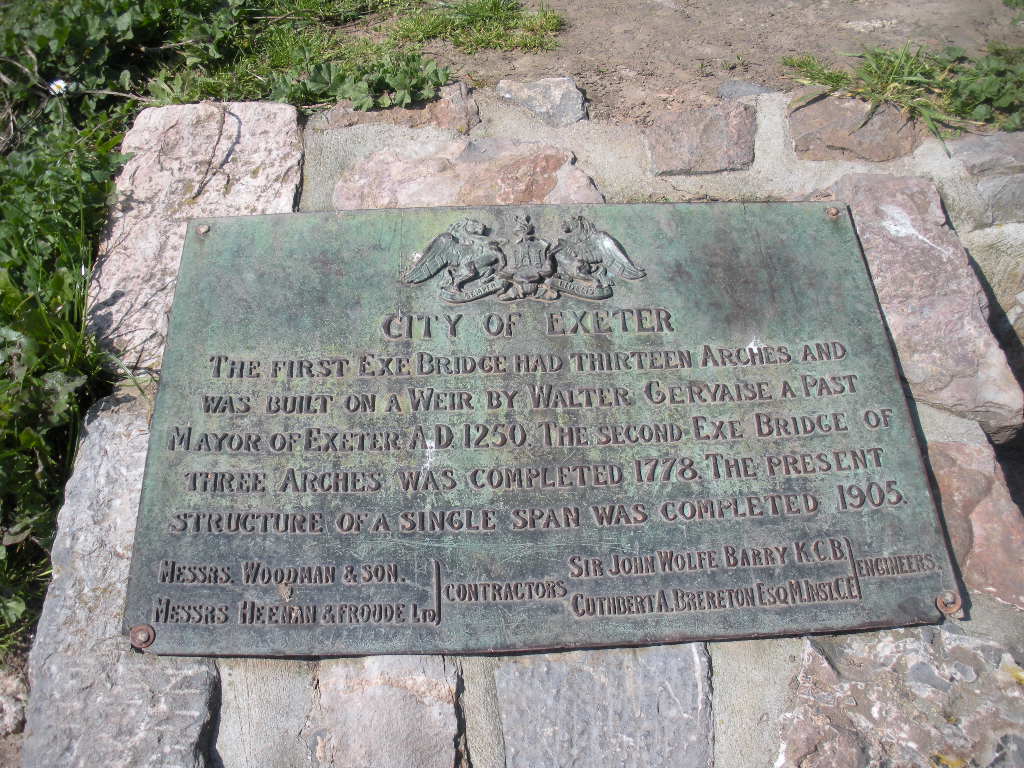 SEMPER FIDELIS
CITY OF EXETER
THE FIRST EXE BRIDGE HAD THIRTEEN ARCHES AND
WAS BUILT ON A WEIR BY WALTER GERVAISE A PAST
MAYOR OF EXETER A.D. 1250. THE SECOND EXE BRIDGE OF
THREE ARCHES WAS COMPLETED 1778. THE PRESENT
STRUCTURE OF A SINGLE SPAN WAS COMPLETED 1905.
MESSRS. WOODMAN & SON.
MESSRS HEENAN & FROUDE LTD
CONTRACTORS
SIR JOHN WOLFE BARRY K.C.B
CUTHBERT A. BRERETON ESQ M.INST.C.E
ENGINEERS.